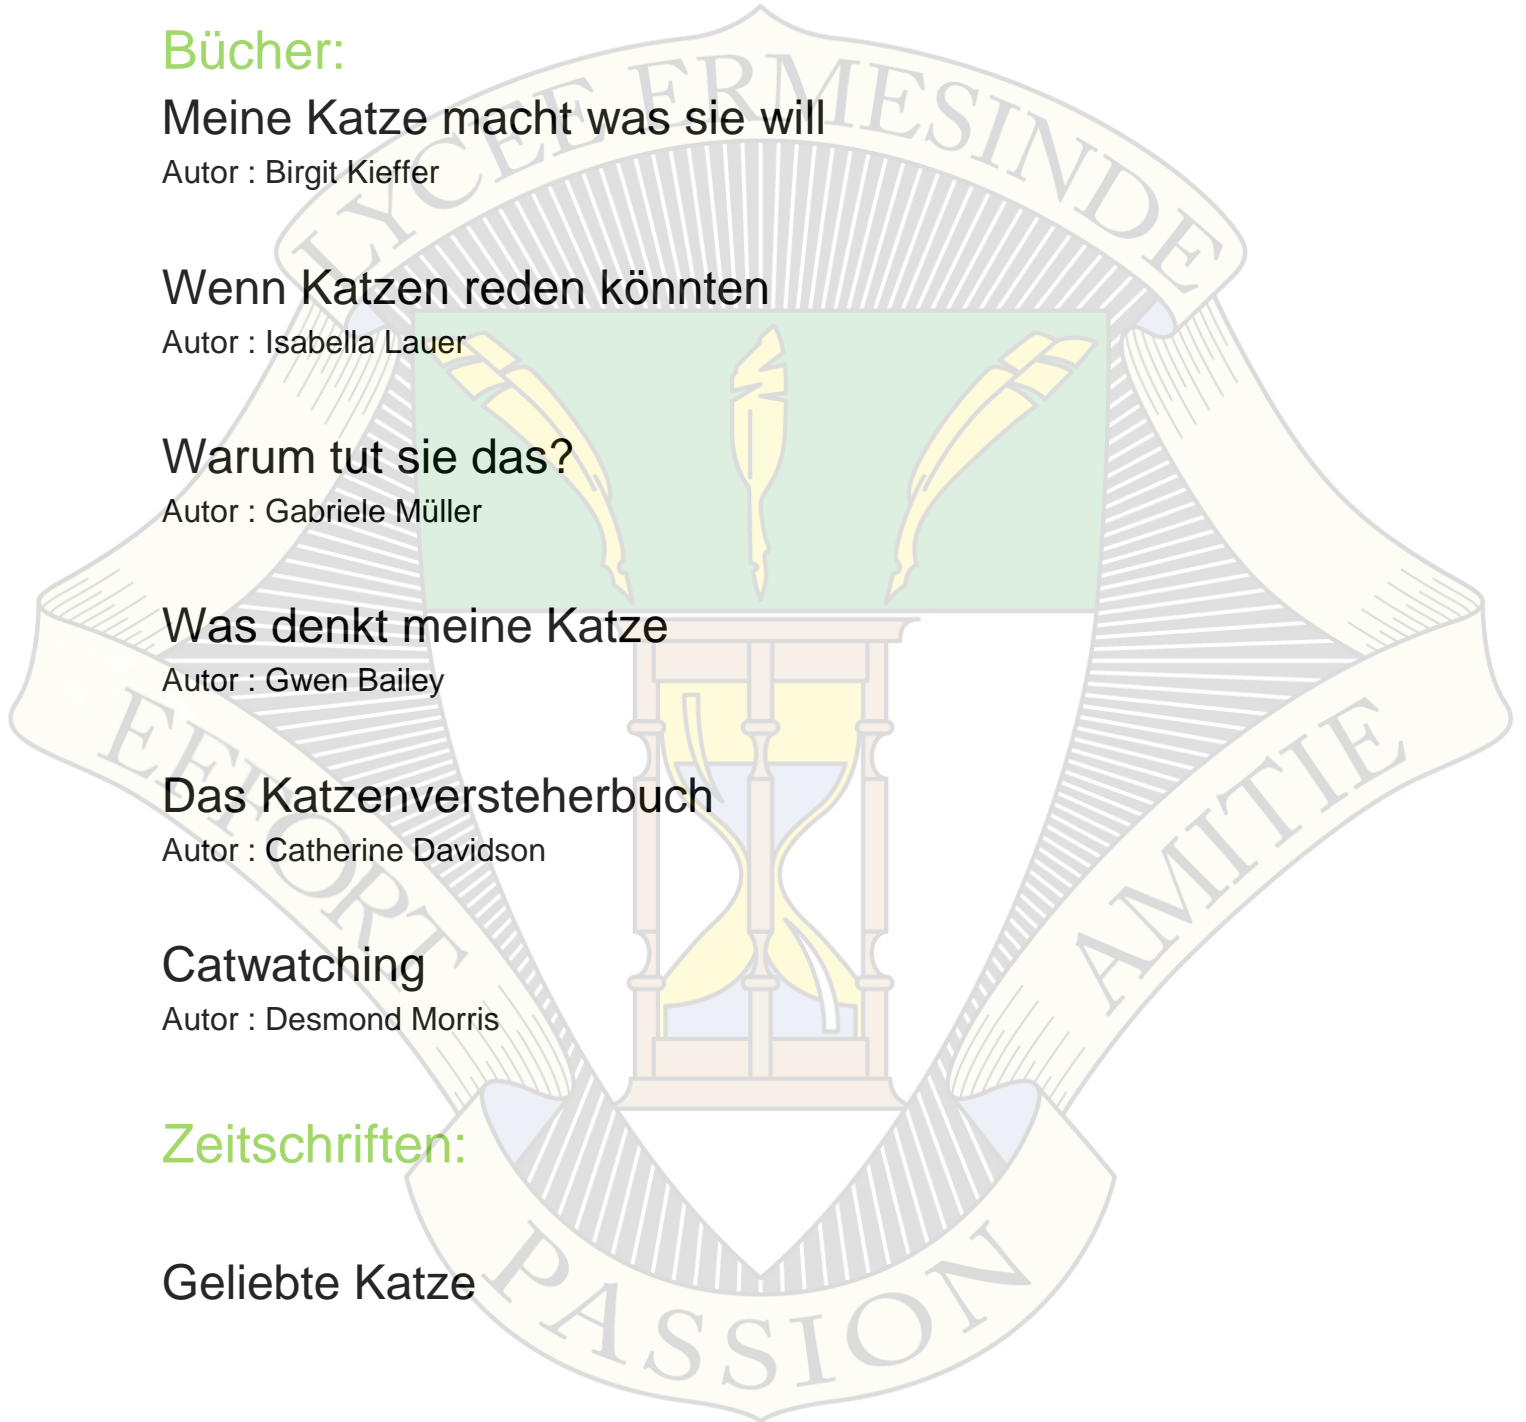 Bücher:
Meine Katze macht was sie will
Autor : Birgit Kieffer
Wenn Katzen reden könnten
Autor : Isabella Lauer
Warum tut sie das?
Autor : Gabriele Müller
Was denkt meine Katze
Autor : Gwen Bailey
Das Katzenversteherbuch
Autor : Catherine Davidson
Catwatching
Autor : Desmond Morris
Zeitschriften:
Geliebte Katze
LYCEE ERMESINDE
EFFORT
AMITIE
PASSION